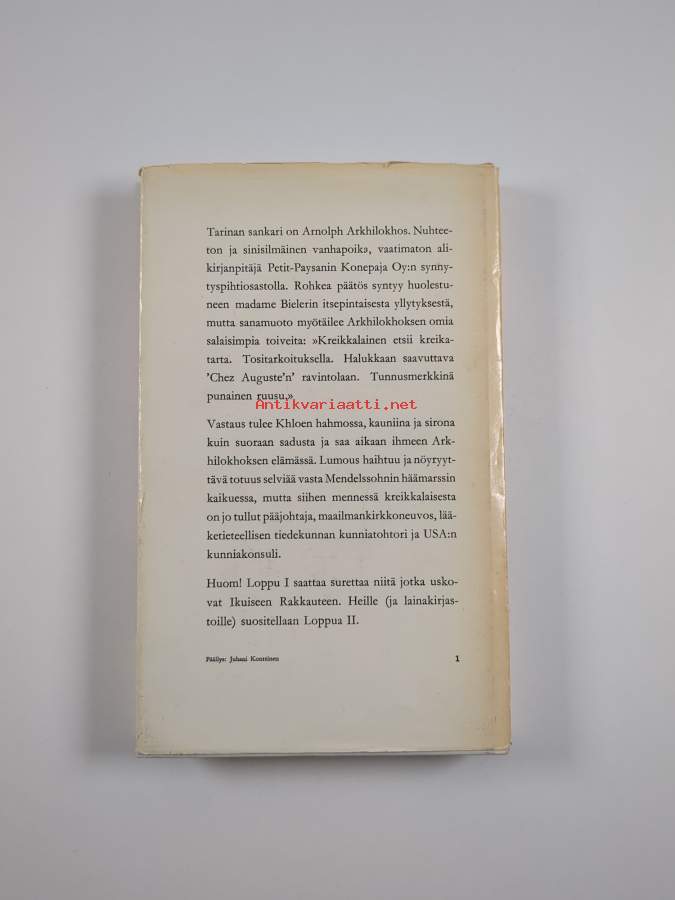 Tarinan sankari on Arnolph Arkhilokhos. Nuhtee-
ton ja sinisilmäinen vanhapoika, vaatimaton ali-
kirjanpitäjä Petit-Paysanin Konepaja Oy:n synny-
tyspihtiosastolla. Rohkea päätös syntyy huolestu-
neen madame Bielerin itsepintaisesta yllytyksestä,
mutta sanamuoto myötäilee Arkhilokhoksen omia
salaisimpia toiveita: »Kreikkalainen etsii kreika-
tarta. Tositarkoituksella. Halukkaan saavuttava
'Chez Auguste'n' ravintolaan. Tunnusmerkkinä
punainen ruusu.»
Antikvariaatti.net
Vastaus tulee Khloen hahmossa, kauniina ja sirona
kuin suoraan sadusta ja saa aikaan ihmeen Ark-
hilokhoksen elämässä. Lumous haihtuu ja nöyryyt-
tävä totuus selviää vasta Mendelssohnin häämarssin
kaikuessa, mutta siihen mennessä kreikkalaisesta
on jo tullut pääjohtaja, maailmankirkkoneuvos, lää-
ketieteellisen tiedekunnan kunniatohtori ja USA:n
kunniakonsuli.
Huom! Loppu I saattaa surettaa niitä jotka usko-
vat Ikuiseen Rakkauteen. Heille (ja lainakirjas-
toille) suositellaan Loppua II.
Päällys: Juhani Konttinen 1